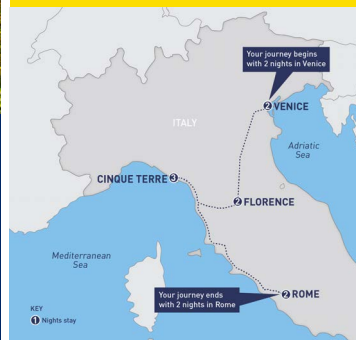 Your journey begins
with 2 nights in Venice
2 VENICE
ITALY
Adriatic
Sea
CINQUE TERRE 3
2 FLORENCE
Mediterranean
Sea
Your journey ends
with 2 nights in Rome
2 ROME
KEY
1 Nights stay